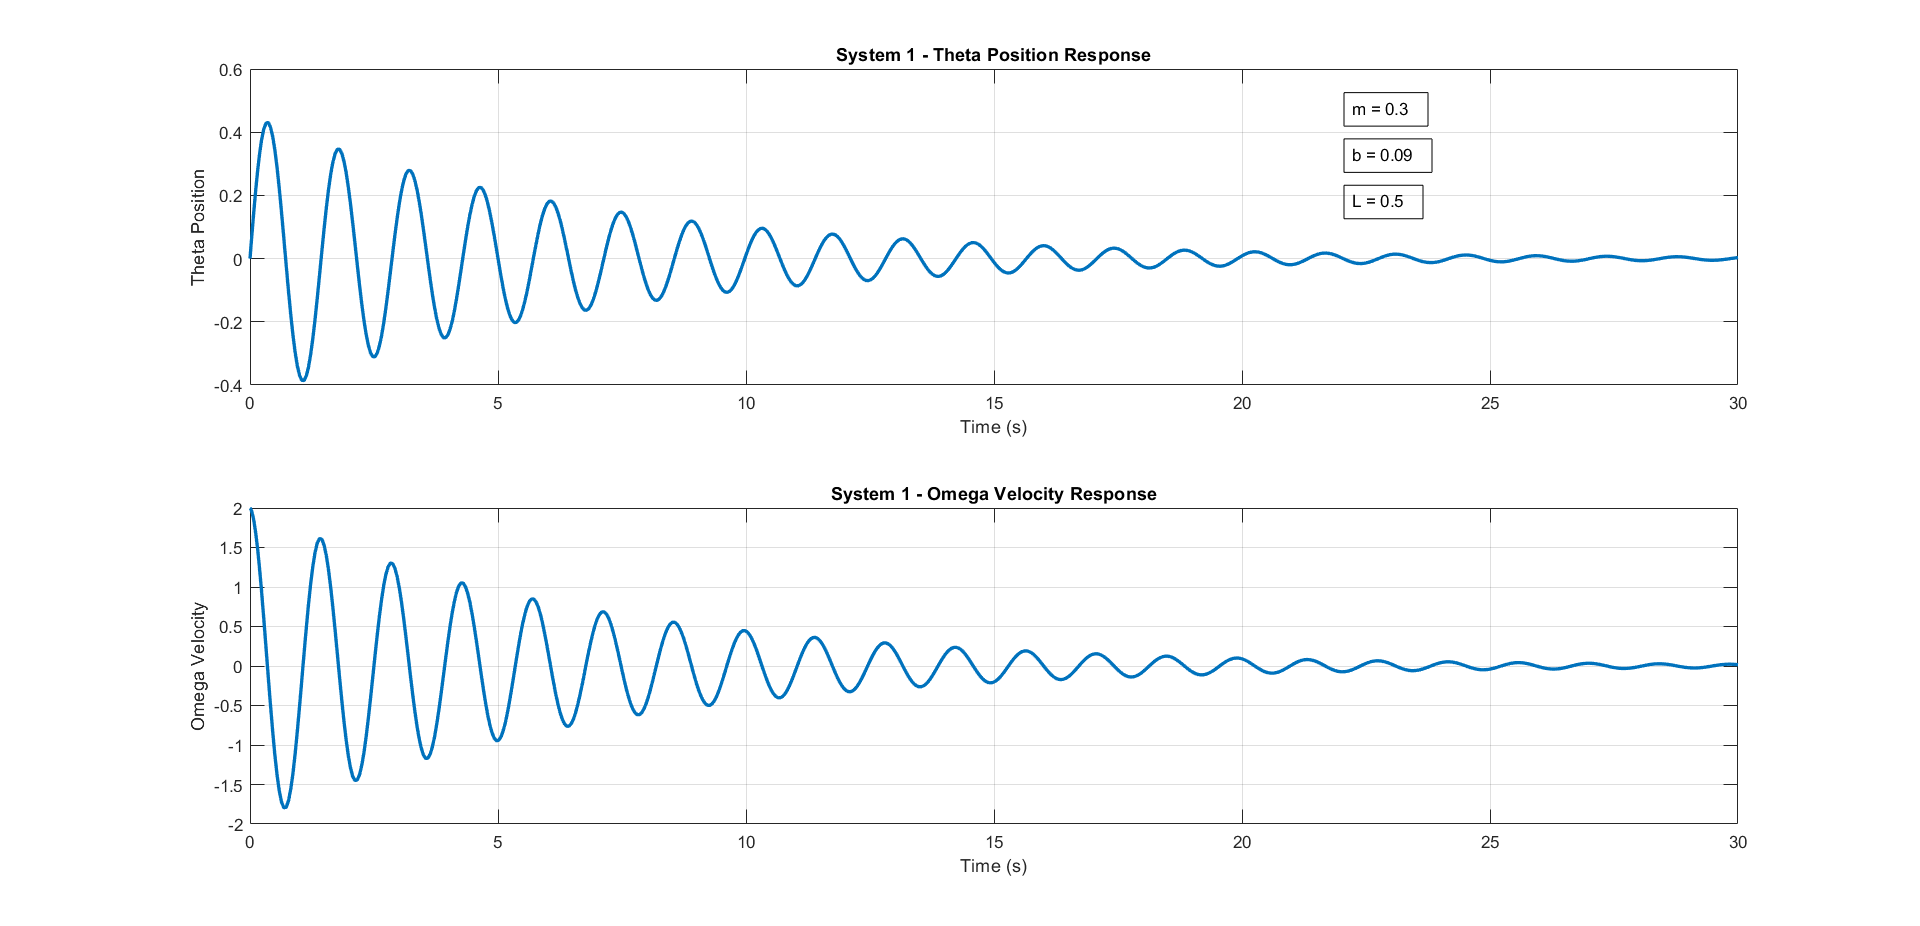 System 1 - Theta Position Response
0.6
0.4
0.2
0
-0.2
-0.4
Theta Position
m = 0.3
b = 0.09
L = 0.5
0 5 10 15 20 25 30
Time (s)
System 1 - Omega Velocity Response
2
1.5
1
0.5
0
-0.5
-1
-1.5
-2
Omega Velocity
0 5 10 15 20 25 30
Time (s)